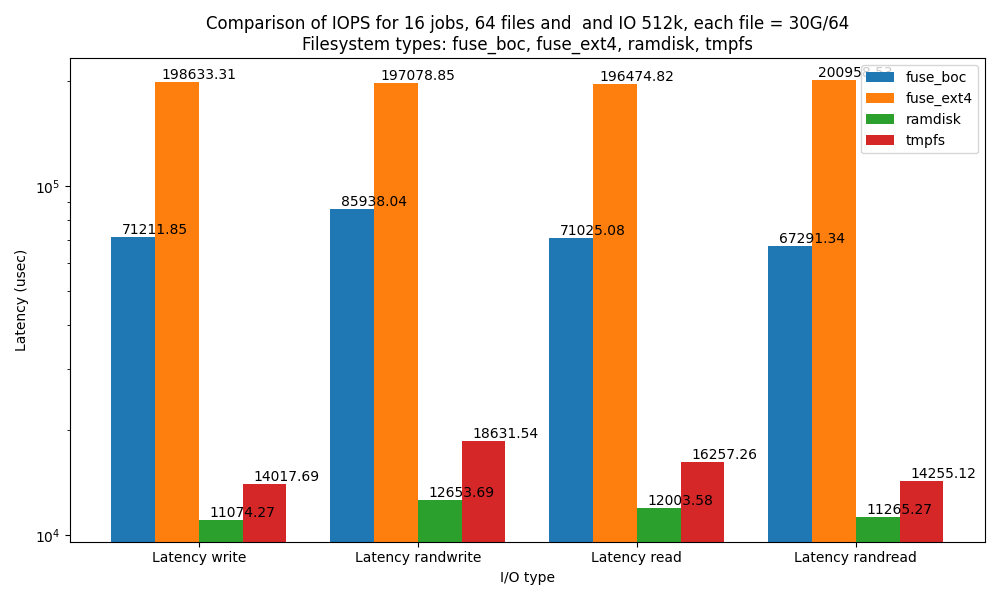 Comparison of IOPS for 16 jobs, 64 files and  and IO 512k, each file = 30G/64
Filesystem types: fuse_boc, fuse_ext4, ramdisk, tmpfs
fuse_boc
fuse_ext4
ramdisk
tmpfs
198633.31
197078.85
196474.82
71211.85
85938.04
71025.08
67291.34
11074.27
14017.69
12653.69
18631.54
12003.58
16257.26
11265.27
14255.12
10^5
10^4
Latency (usec)
Latency write
Latency randwrite
Latency read
Latency randread
I/O type